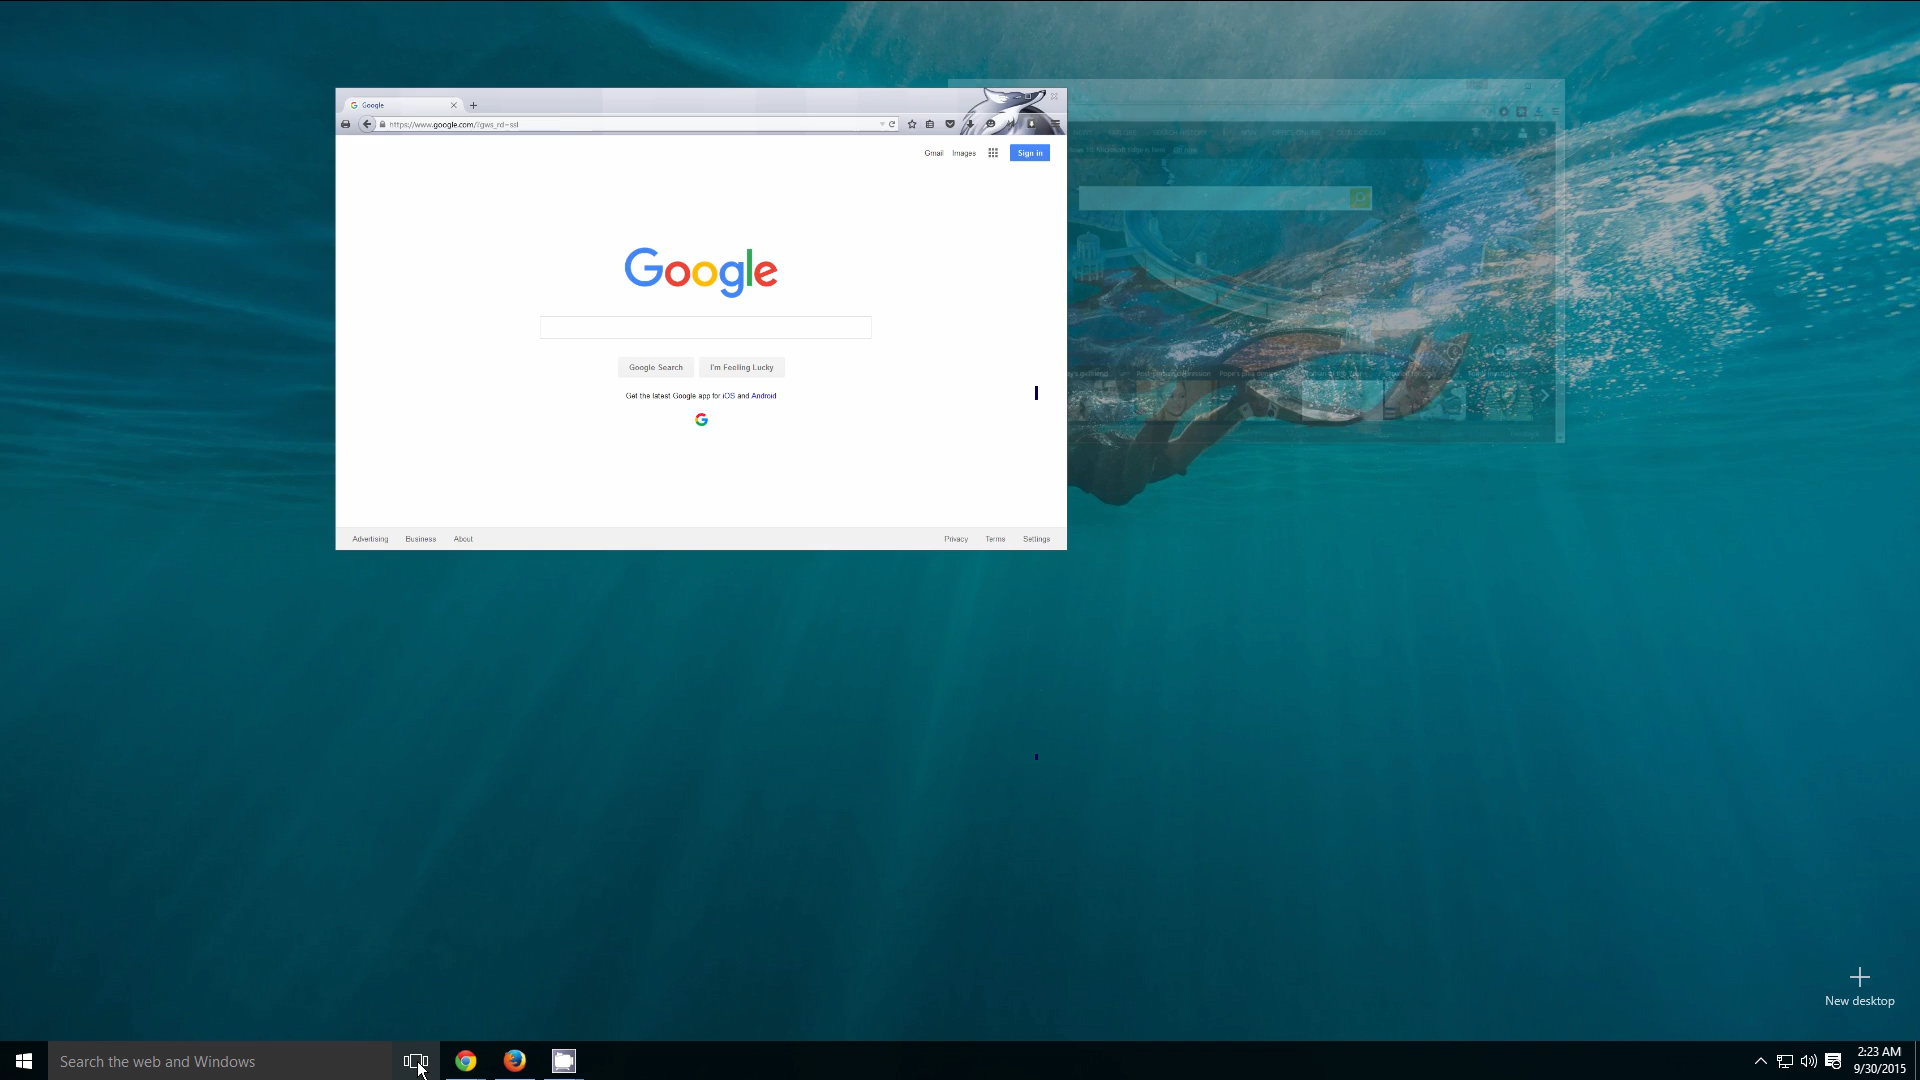 Google
https://www.google.com/?gws_rd=ssl
Gmail Images Sign in
Google
Google Search I'm Feeling Lucky
Get the latest Google app for iOS and Android
Advertising Business About Privacy Terms Settings
New desktop
Search the web and Windows
2:23 AM
9/30/2015